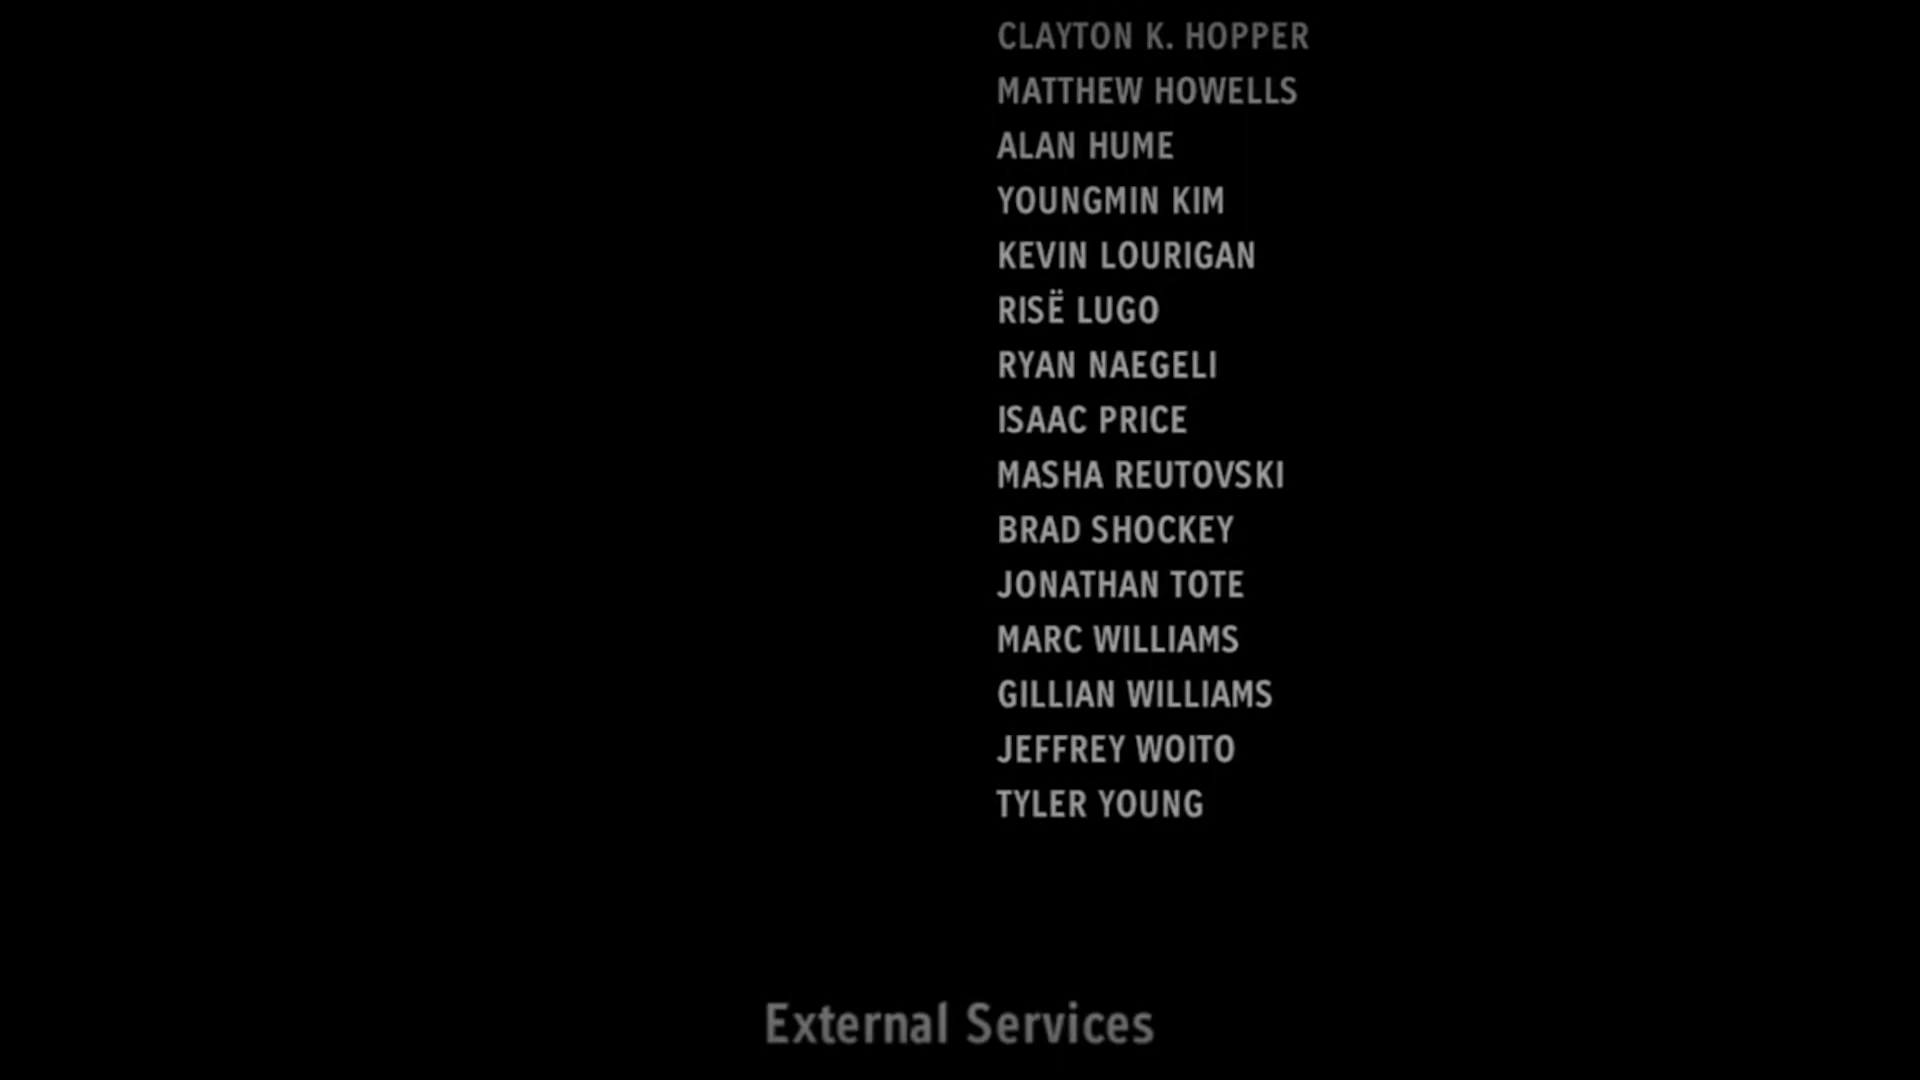 CLAYTON K. HOPPER
MATTHEW HOWELLS
ALAN HUME
YOUNGMIN KIM
KEVIN LOURIGAN
RISË LUGO
RYAN NAEGELI
ISAAC PRICE
MASHA REUTOVSKI
BRAD SHOCKEY
JONATHAN TOTE
MARC WILLIAMS
GILLIAN WILLIAMS
JEFFREY WOITO
TYLER YOUNG
External Services